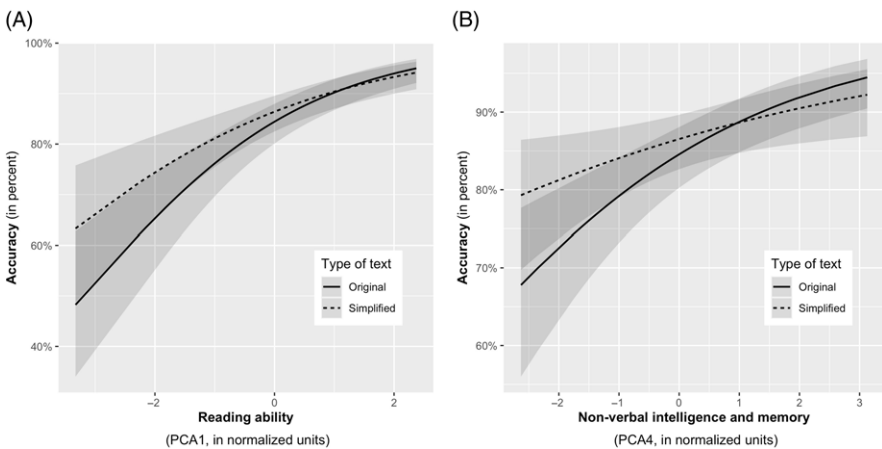 (A)
100%
80%
60%
40%
Accuracy (in percent)
Type of text
Original
Simplified
−2
0
2
Reading ability
(PCA1, in normalized units)
(B)
90%
80%
70%
60%
Accuracy (in percent)
Type of text
Original
Simplified
−2
−1
0
1
2
3
Non-verbal intelligence and memory
(PCA4, in normalized units)